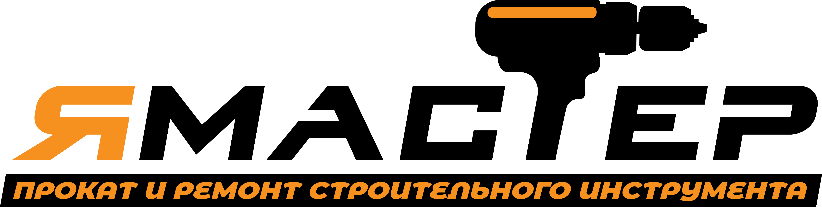 ЯМАСТЕР
ПРОКАТ И РЕМОНТ СТРОИТЕЛЬНОГО ИНСТРУМЕНТА